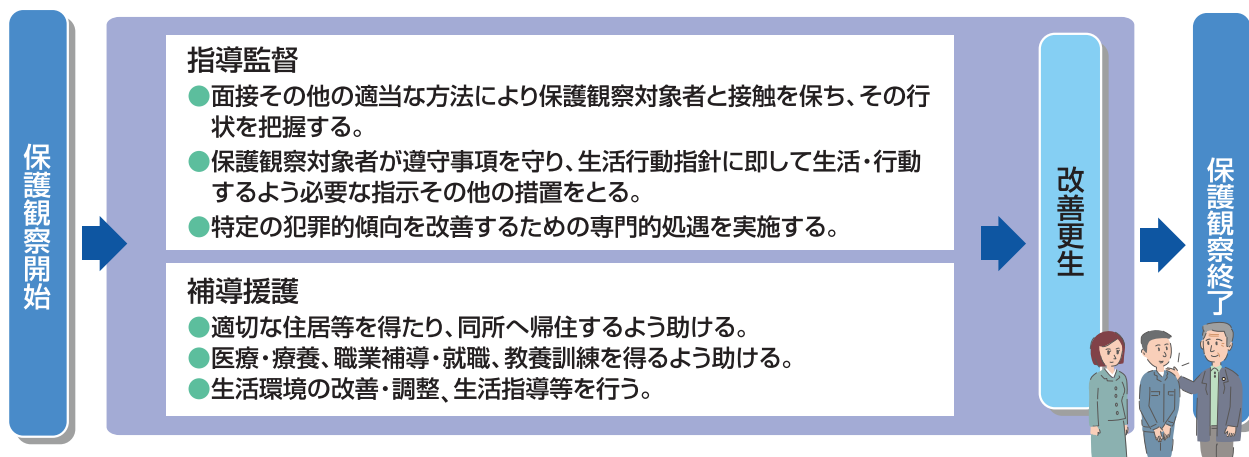 保護観察開始
指導監督
●面接その他の適当な方法により保護観察対象者と接触を保ち、その行
状を把握する。
●保護観察対象者が遵守事項を守り、生活行動指針に即して生活・行動
するよう必要な指示その他の措置をとる。
●特定の犯罪的傾向を改善するための専門的処遇を実施する。
補導援護
●適切な住居等を得たり、同所へ帰住するよう助ける。
●医療・療養、職業補導・就職、教養訓練を得るよう助ける。
●生活環境の改善・調整、生活指導等を行う。
改善更生
保護観察終了